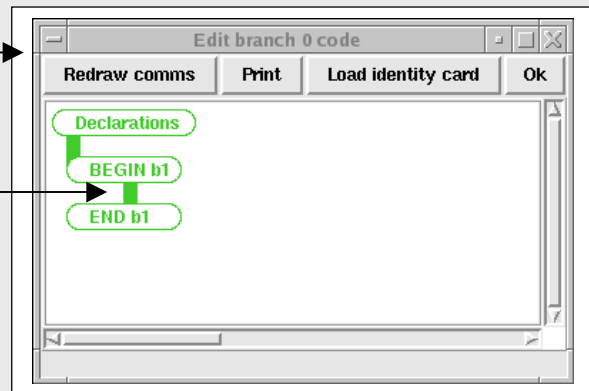 Edit branch 0 code
Redraw comms Print Load identity card Ok
Declarations
BEGIN b1
END b1